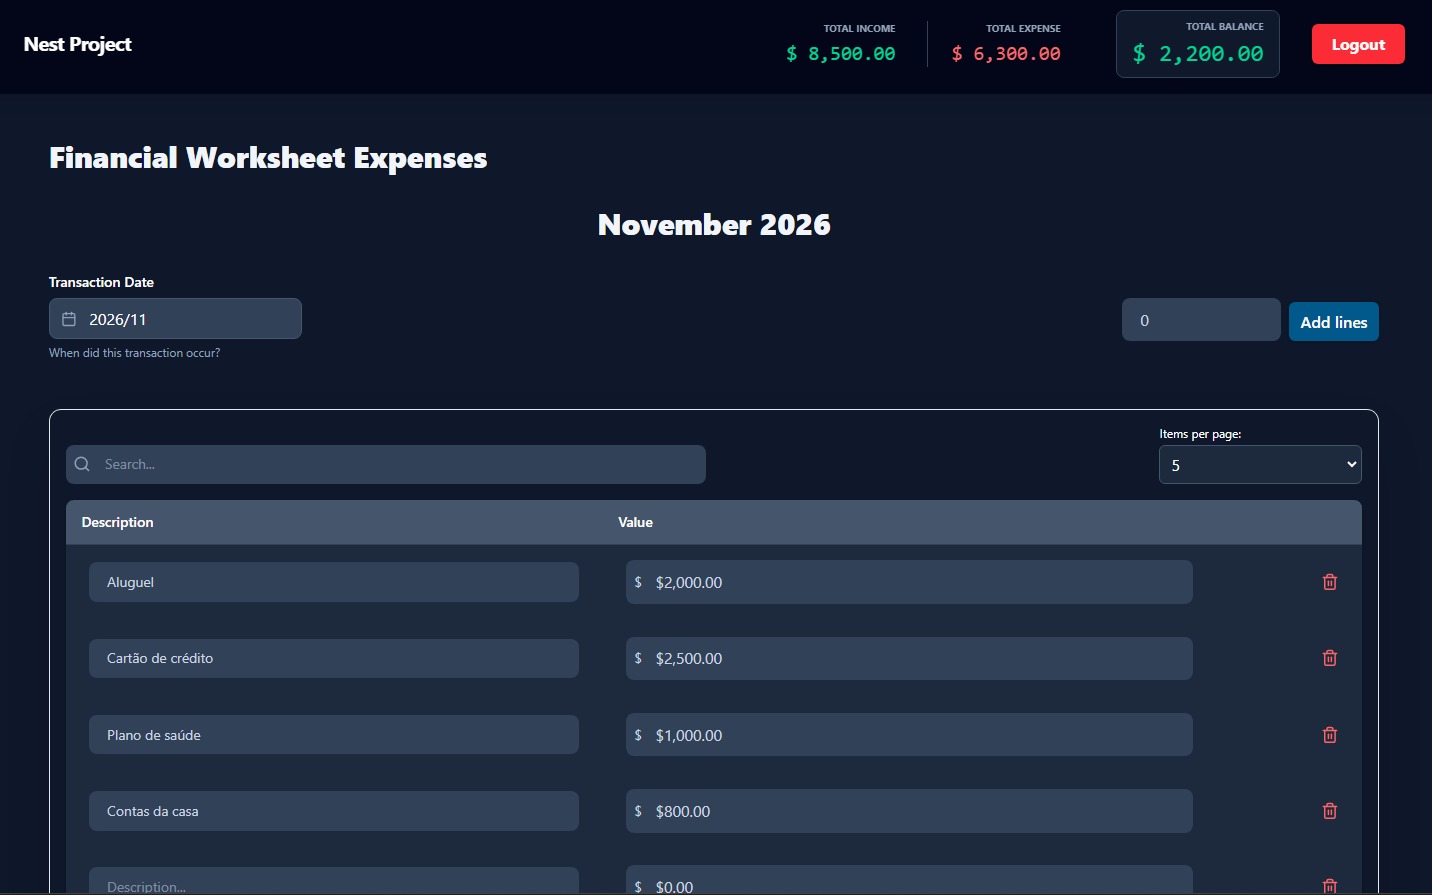 Nest Project
TOTAL INCOME
$ 8,500.00
TOTAL EXPENSE
$ 6,300.00
TOTAL BALANCE
$ 2,200.00
Logout
Financial Worksheet Expenses
November 2026
Transaction Date
2026/11
When did this transaction occur?
0
Add lines
Search...
Items per page:
5
Description Value
Aluguel $ $2,000.00
Cartão de crédito $ $2,500.00
Plano de saúde $ $1,000.00
Contas da casa $ $800.00
Description... $ $0.00